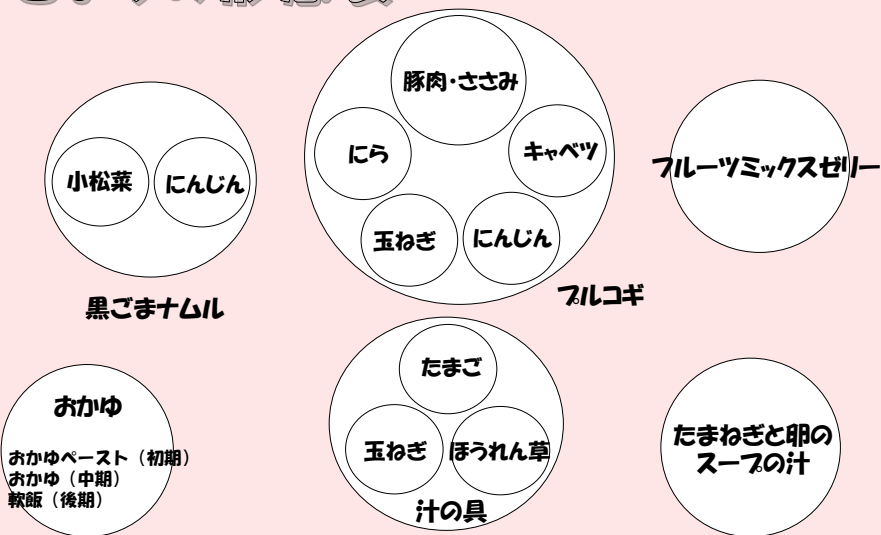 豚肉・ささみ
にら
キャベツ
玉ねぎ
にんじん
プルコギ
小松菜
にんじん
黒ごまナムル
フルーツミックスゼリー
おかゆ
おかゆペースト（初期）
おかゆ（中期）
軟飯（後期）
たまご
玉ねぎ
ほうれん草
汁の具
たまねぎと卵の
スープの汁